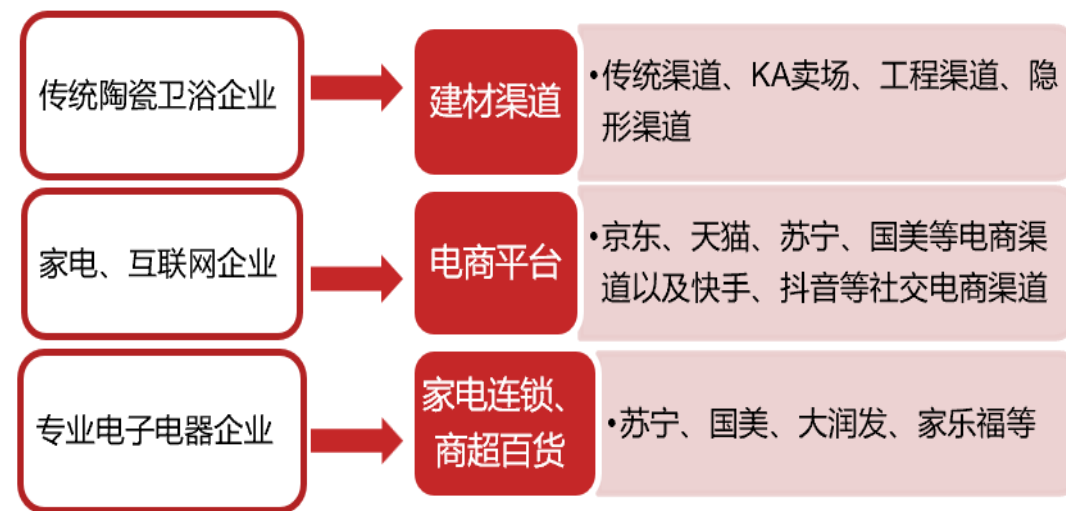 传统陶瓷卫浴企业
建材渠道
•传统渠道、KA卖场、工程渠道、隐
形渠道
家电、互联网企业
电商平台
•京东、天猫、苏宁、国美等电商渠
道以及快手、抖音等社交电商渠道
专业电子电器企业
家电连锁、
商超百货
•苏宁、国美、大润发、家乐福等